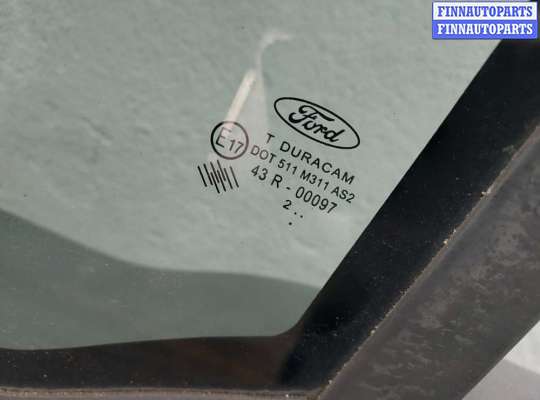 FINNAUTOPARTS
FINNAUTOPARTS
Ford
E17
T DURACAM
DOT 511 M311 AS2
43 R - 00097
2 ..
: